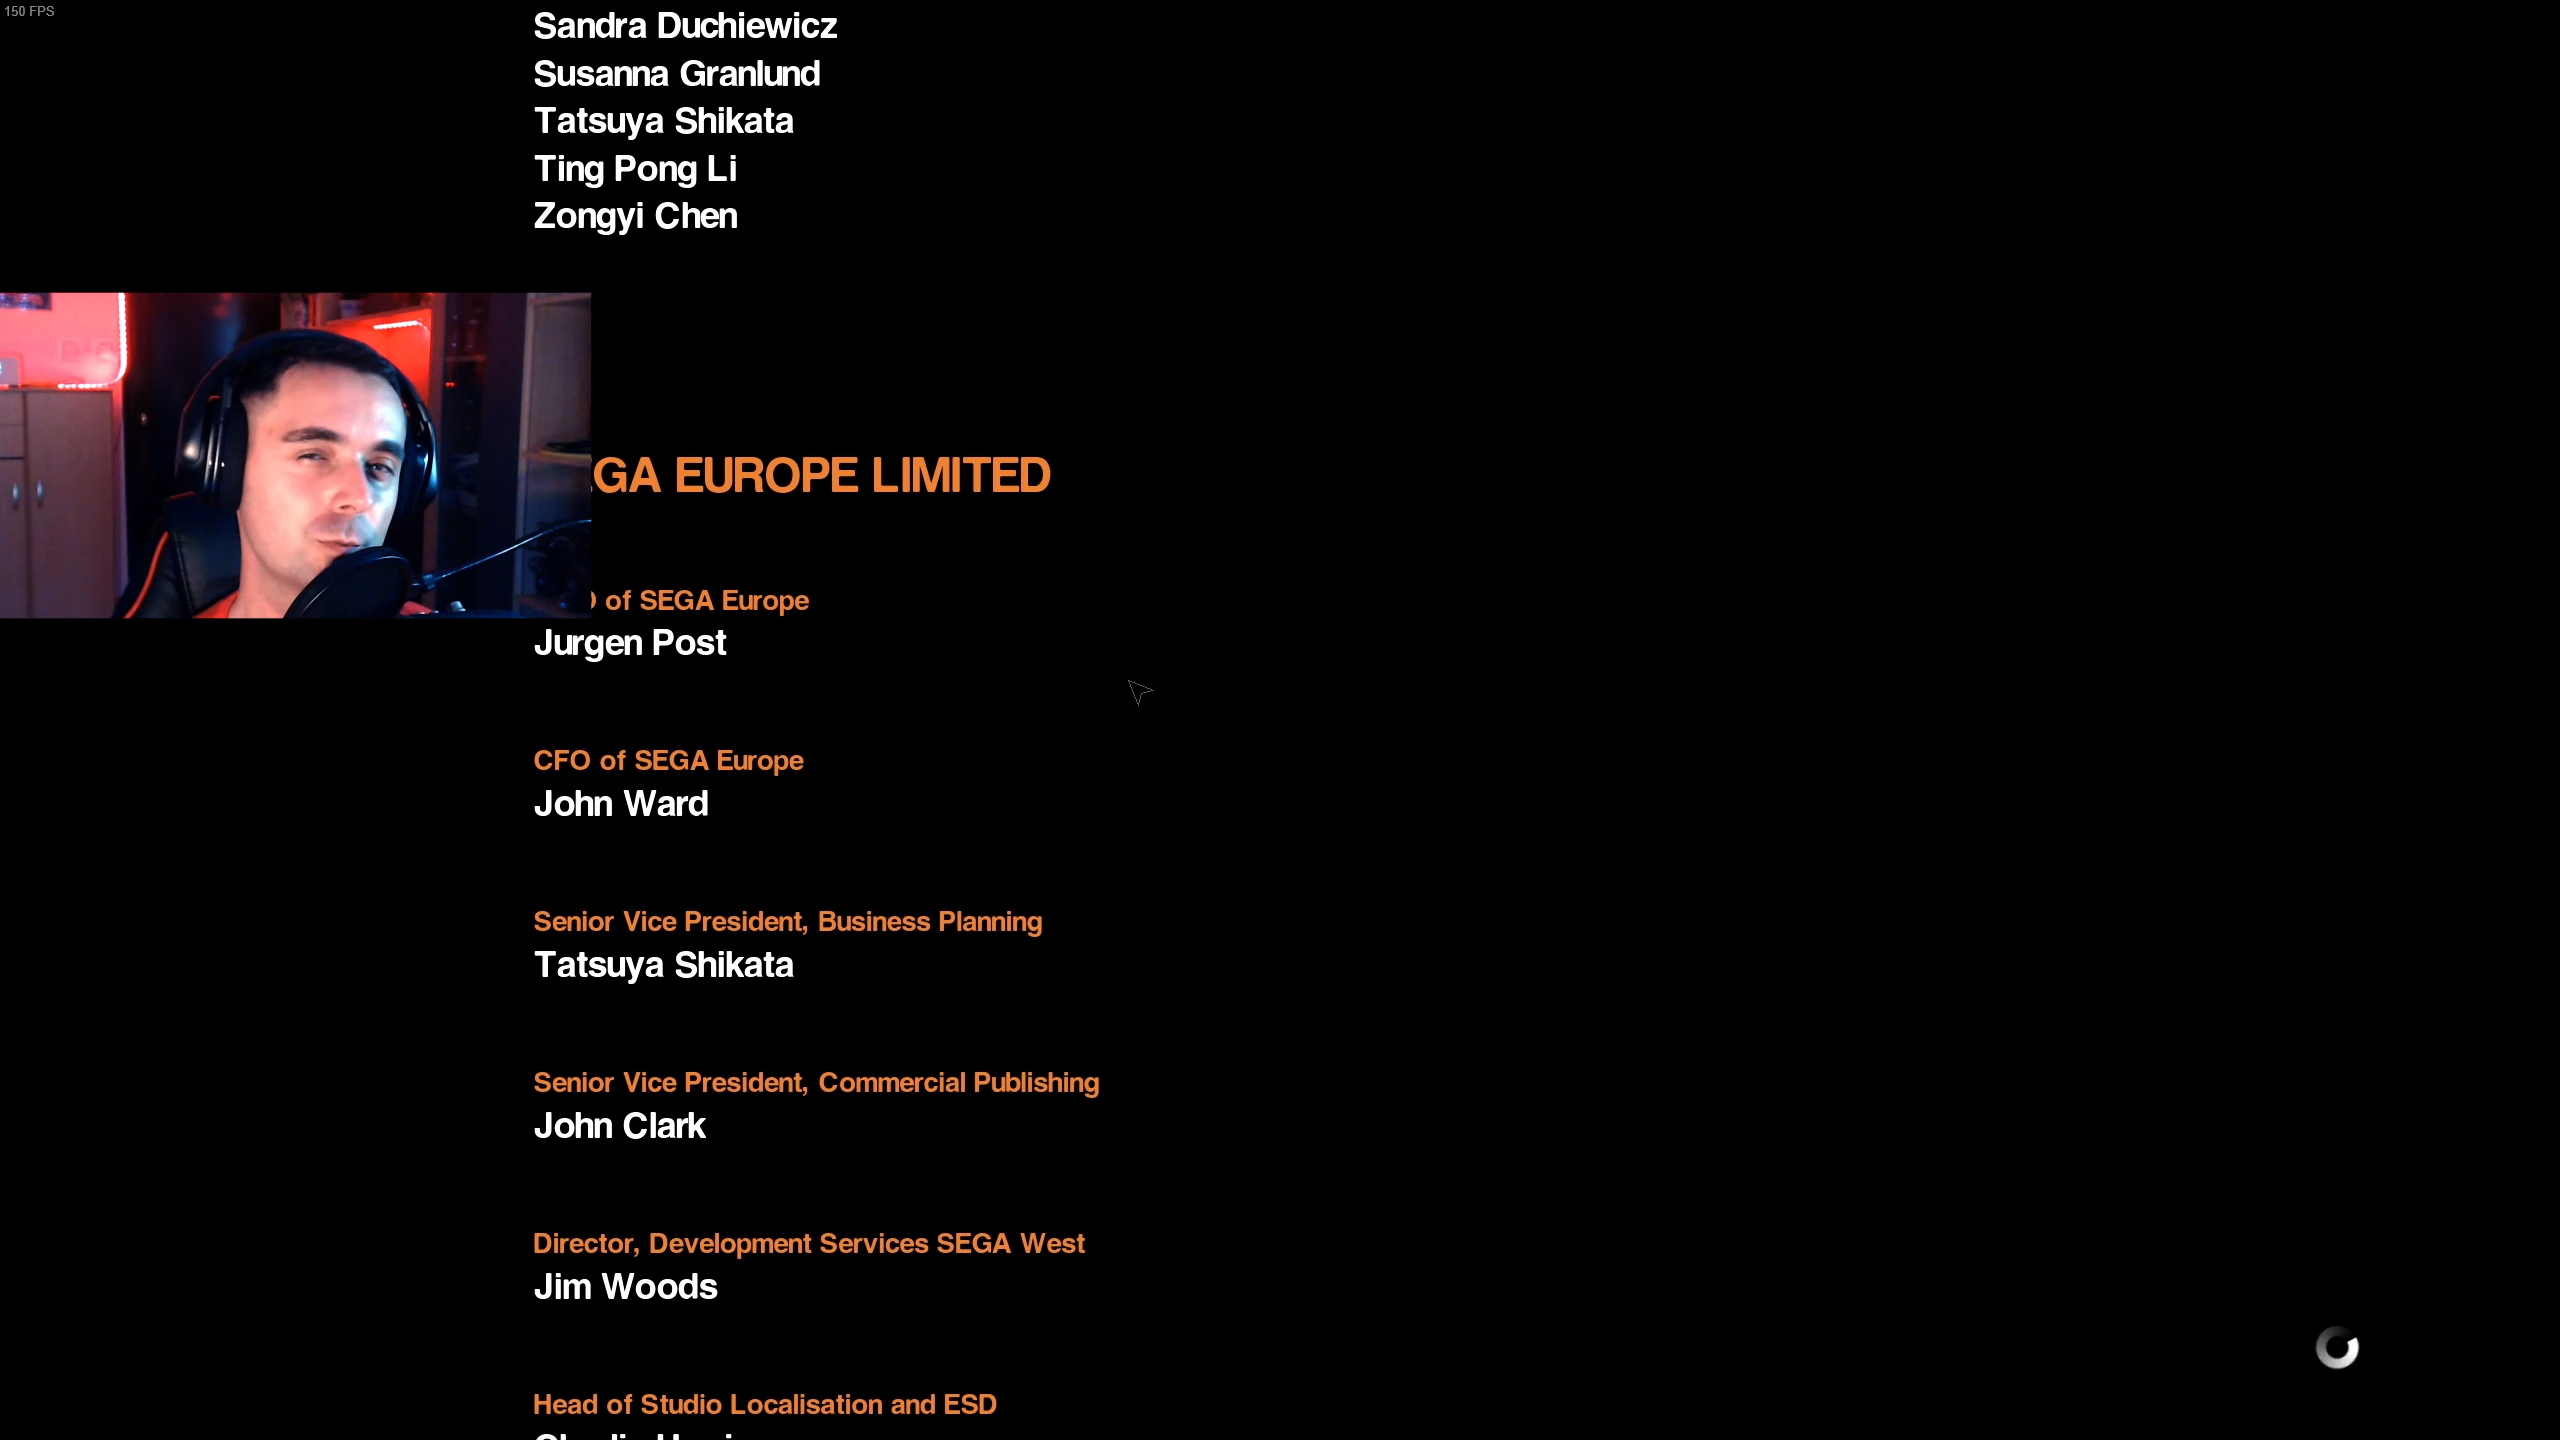 150 FPS
Sandra Duchiewicz
Susanna Granlund
Tatsuya Shikata
Ting Pong Li
Zongyi Chen
EUROPE LIMITED
of SEGA Europe
Jurgen Post
CFO of SEGA Europe
John Ward
Senior Vice President, Business Planning
Tatsuya Shikata
Senior Vice President, Commercial Publishing
John Clark
Director, Development Services SEGA West
Jim Woods
Head of Studio Localisation and ESD